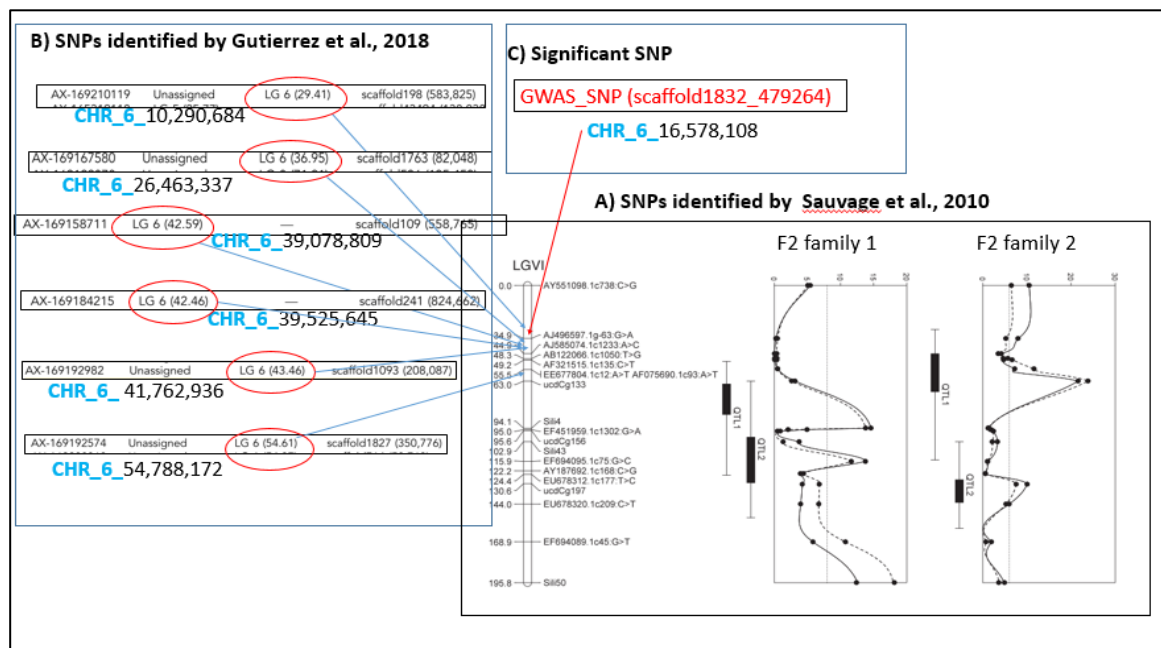 B) SNPs identified by Gutierrez et al., 2018
AX-169210119 Unassigned LG 6 (29.41) scaffold198 (583,825)
CHR_6_10,290,684
AX-169167580 Unassigned LG 6 (36.95) scaffold1763 (82,048)
CHR_6_26,463,337
AX-169158711 LG 6 (42.59) — scaffold109 (558,765)
CHR_6_39,078,809
AX-169184215 LG 6 (42.46) — scaffold241 (824,662)
CHR_6_39,525,645
AX-169192982 Unassigned LG 6 (43.46) scaffold1093 (208,087)
CHR_6_ 41,762,936
AX-169192574 Unassigned LG 6 (54.61) scaffold1827 (350,776)
CHR_6_54,788,172
C) Significant SNP
GWAS_SNP (scaffold1832_479264)
CHR_6_16,578,108
A) SNPs identified by Sauvage et al., 2010
F2 family 1
F2 family 2
LGVI
0.0 AY551098.1c738:C>G
34.9 AJ496597.1g-63:G>A
44.9 AJ585074.1c1233:A>C
48.3 AB122066.1c1050:T>G
49.2 AF321515.1c135:C>T
55.5 EE677804.1c12:A>T AF075690.1c93:A>T
63.0 ucdCg133
94.1 Sili4
95.0 EF451959.1c1302:G>A
95.6 ucdCg156
102.9 Sili43
115.9 EF694095.1c75:G>C
122.2 AY187692.1c168:C>G
124.4 EU678312.1c177:T>C
130.6 ucdCg197
144.0 EU678320.1c209:C>T
168.9 EF694089.1c45:G>T
195.8 Sili50
QTL1
QTL2
0 5 10 15 20
QTL1
QTL2
0 10 20 30